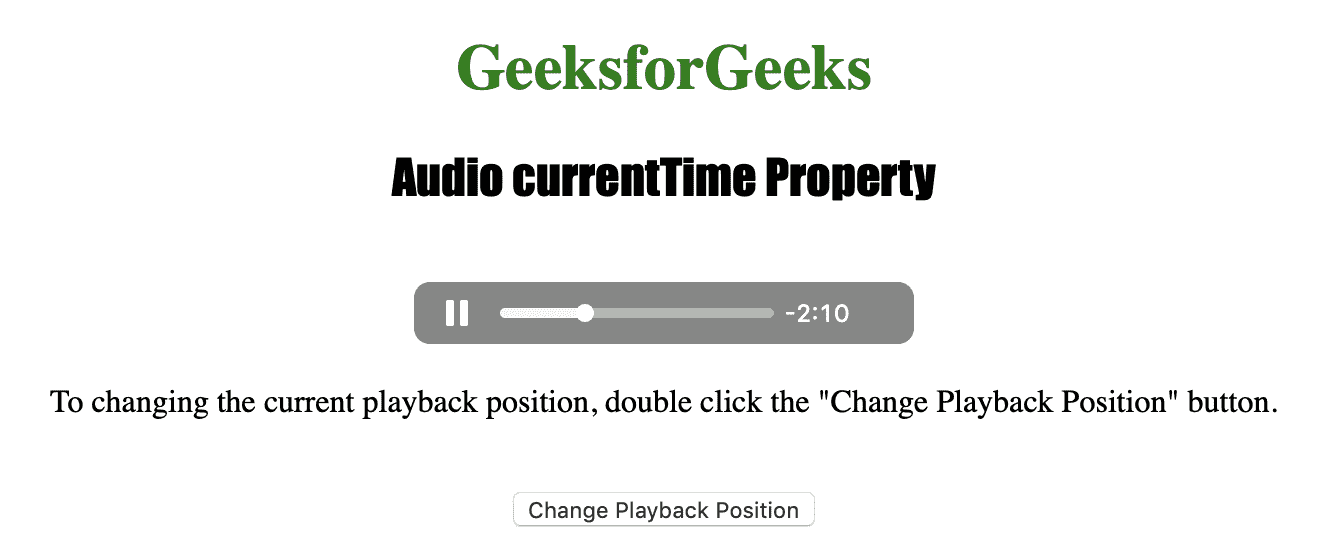 GeeksforGeeks
Audio currentTime Property
-2:10
To changing the current playback position, double click the "Change Playback Position" button.
Change Playback Position